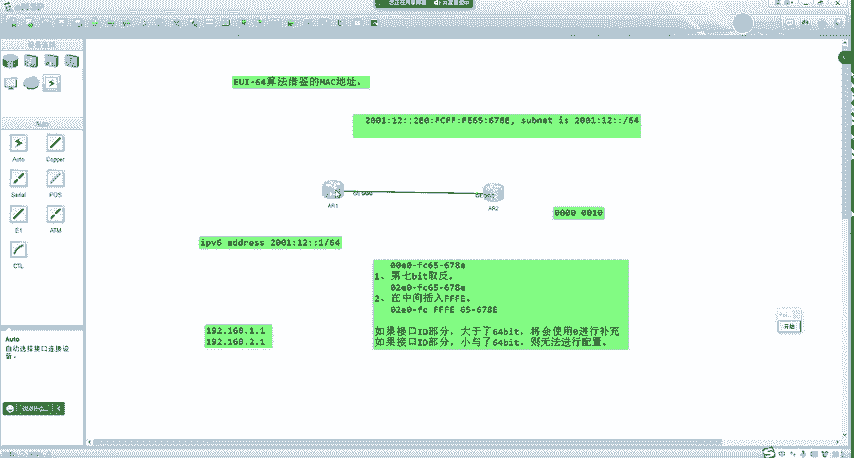 EUI-64算法借鉴的MAC地址。
2001:12::2E0:FCFF:FE65:678E, subnet is 2001:12::/64
AR1
AR2
0000 0010
ipv6 address 2001:12::1/64
00e0-fc65-678e
1、第七bit取反。
02e0-fc65-678e
2、在中间插入FFFE。
02e0-fc FFFE 65-678E
如果接口ID部分，大于了64bit，将会使用0进行补充
如果接口ID部分，小与了64bit，则无法进行配置。
192.168.1.1
192.168.2.1
Auto
Copper
Serial
POS
E1
ATM
CTL
Auto
自动选择接口连接设备。
开始